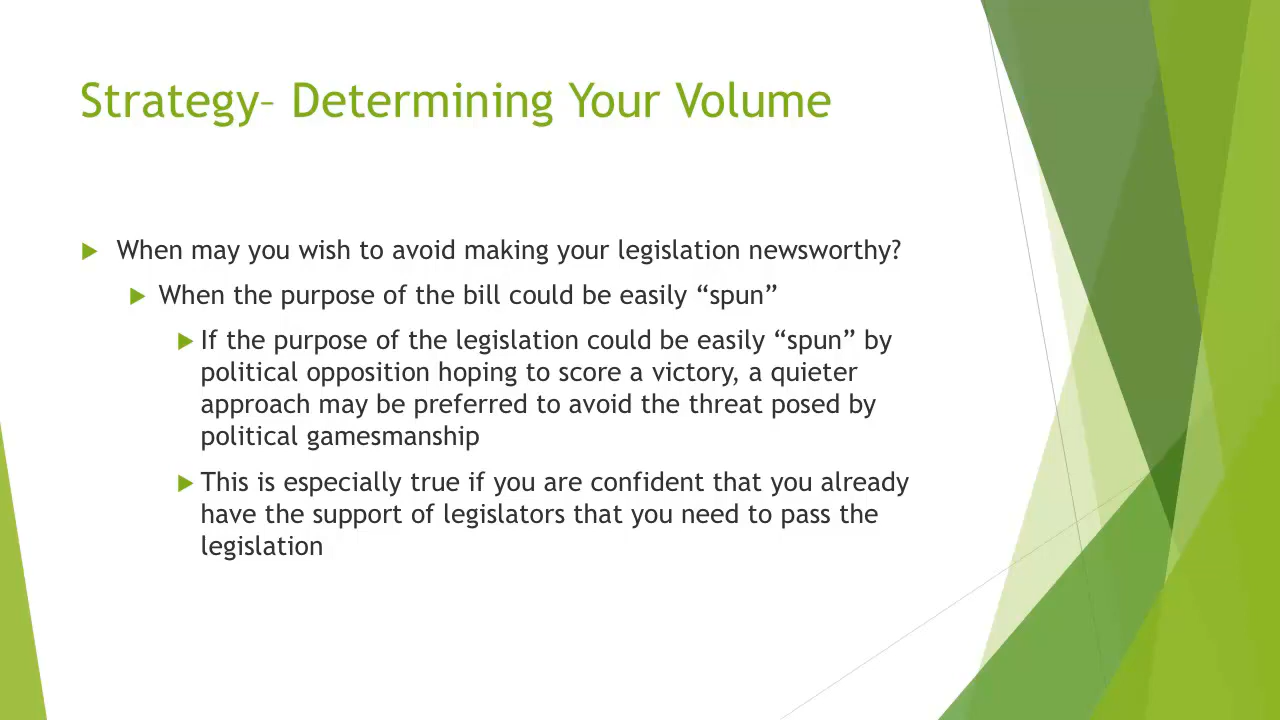 Strategy– Determining Your Volume
When may you wish to avoid making your legislation newsworthy?
When the purpose of the bill could be easily “spun”
If the purpose of the legislation could be easily “spun” by
political opposition hoping to score a victory, a quieter
approach may be preferred to avoid the threat posed by
political gamesmanship
This is especially true if you are confident that you already
have the support of legislators that you need to pass the
legislation